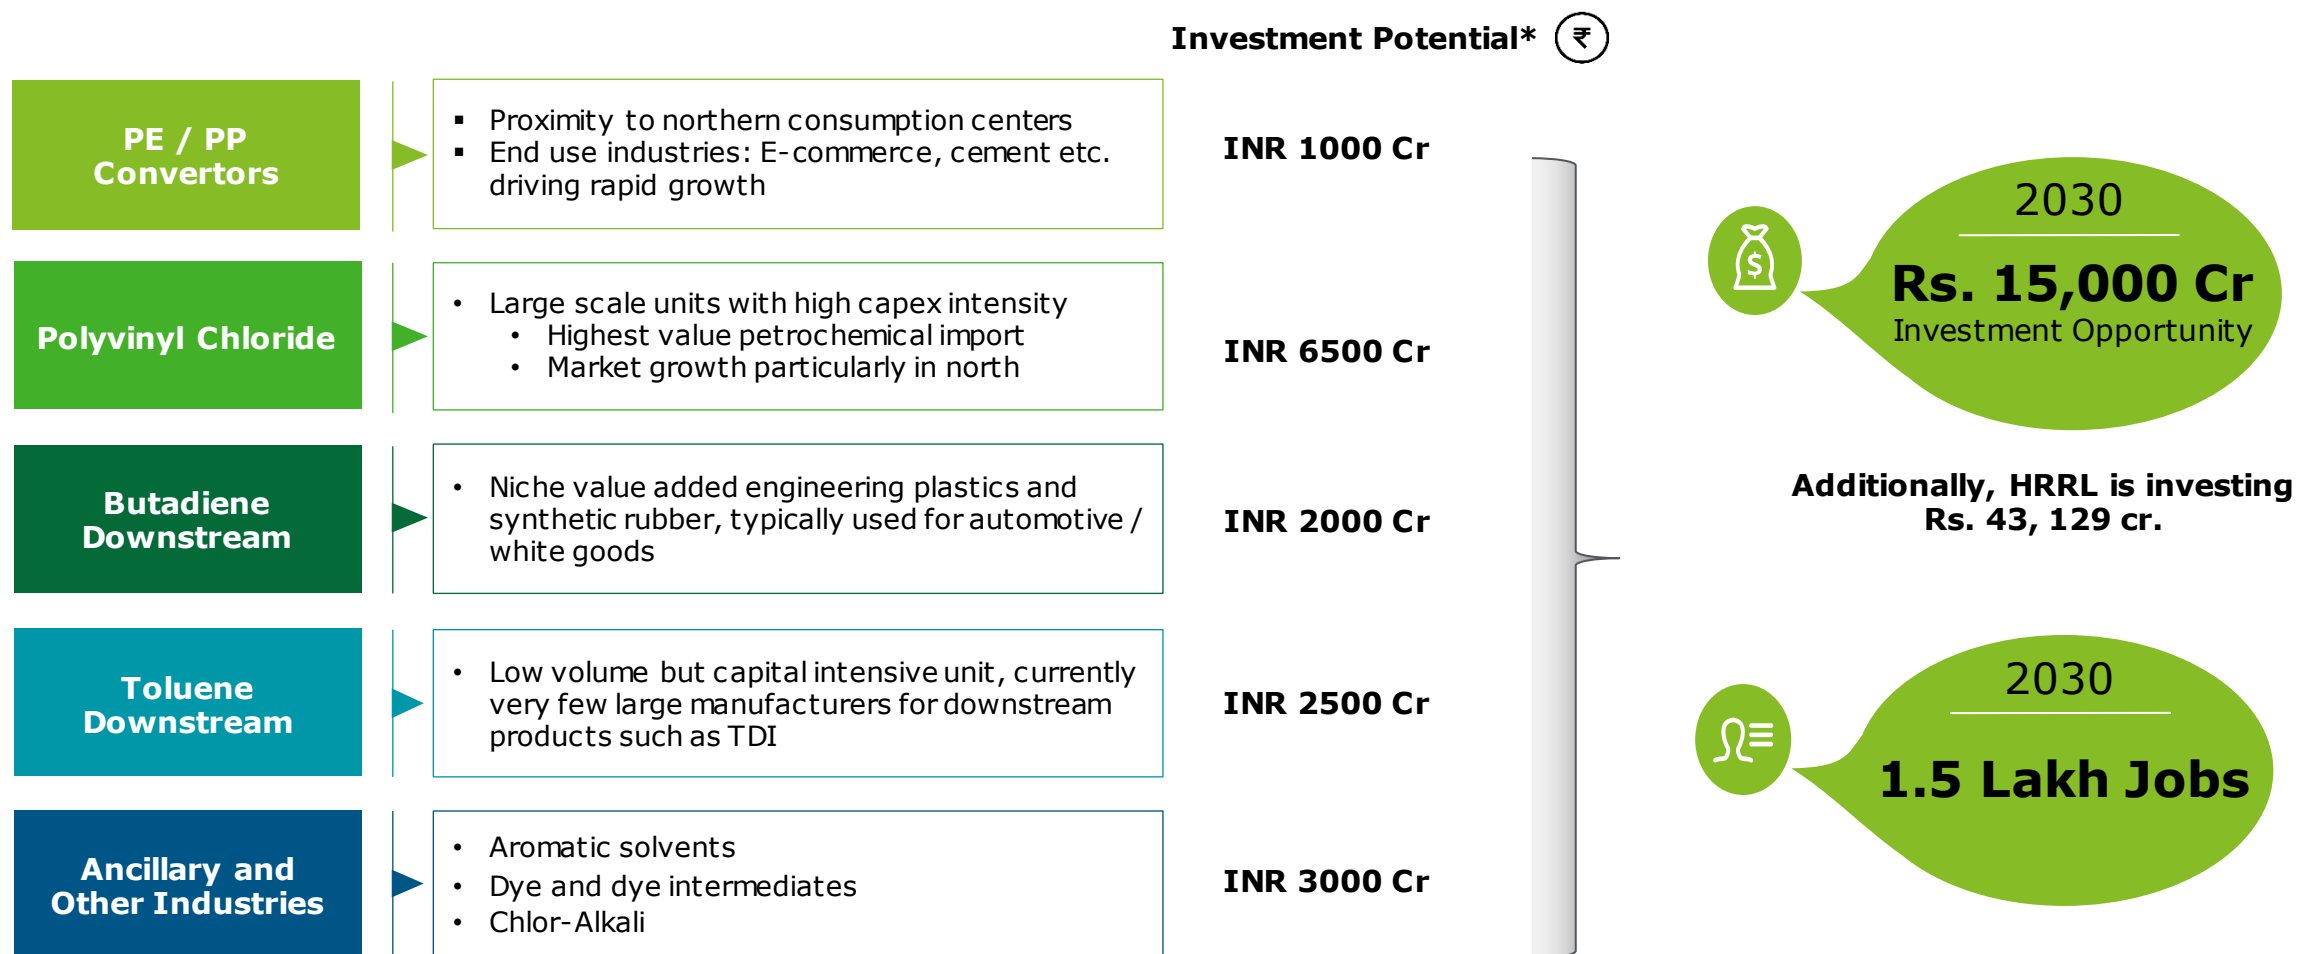 Investment Potential* ₹
PE / PP
Convertors
▪ Proximity to northern consumption centers
▪ End use industries: E-commerce, cement etc.
driving rapid growth
INR 1000 Cr
Polyvinyl Chloride
• Large scale units with high capex intensity
• Highest value petrochemical import
• Market growth particularly in north
INR 6500 Cr
Butadiene
Downstream
• Niche value added engineering plastics and
synthetic rubber, typically used for automotive /
white goods
INR 2000 Cr
Toluene
Downstream
• Low volume but capital intensive unit, currently
very few large manufacturers for downstream
products such as TDI
INR 2500 Cr
Ancillary and
Other Industries
• Aromatic solvents
• Dye and dye intermediates
• Chlor-Alkali
INR 3000 Cr
$
2030
Rs. 15,000 Cr
Investment Opportunity
Additionally, HRRL is investing
Rs. 43, 129 cr.
2030
1.5 Lakh Jobs